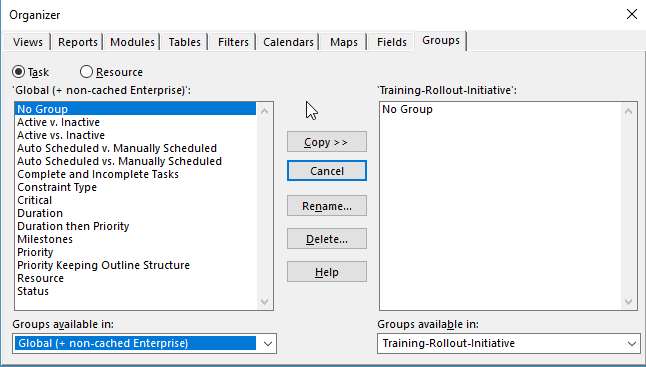 Organizer
Views Reports Modules Tables Filters Calendars Maps Fields Groups
Task Resource
'Global (+ non-cached Enterprise)': 'Training-Rollout-Initiative':
No Group No Group
Active v. Inactive
Active vs. Inactive
Auto Scheduled v. Manually Scheduled
Auto Scheduled vs. Manually Scheduled
Complete and Incomplete Tasks
Constraint Type
Critical
Duration
Duration then Priority
Milestones
Priority
Priority Keeping Outline Structure
Resource
Status
Copy >>
Cancel
Rename...
Delete...
Help
Groups available in: Groups available in:
Global (+ non-cached Enterprise) Training-Rollout-Initiative